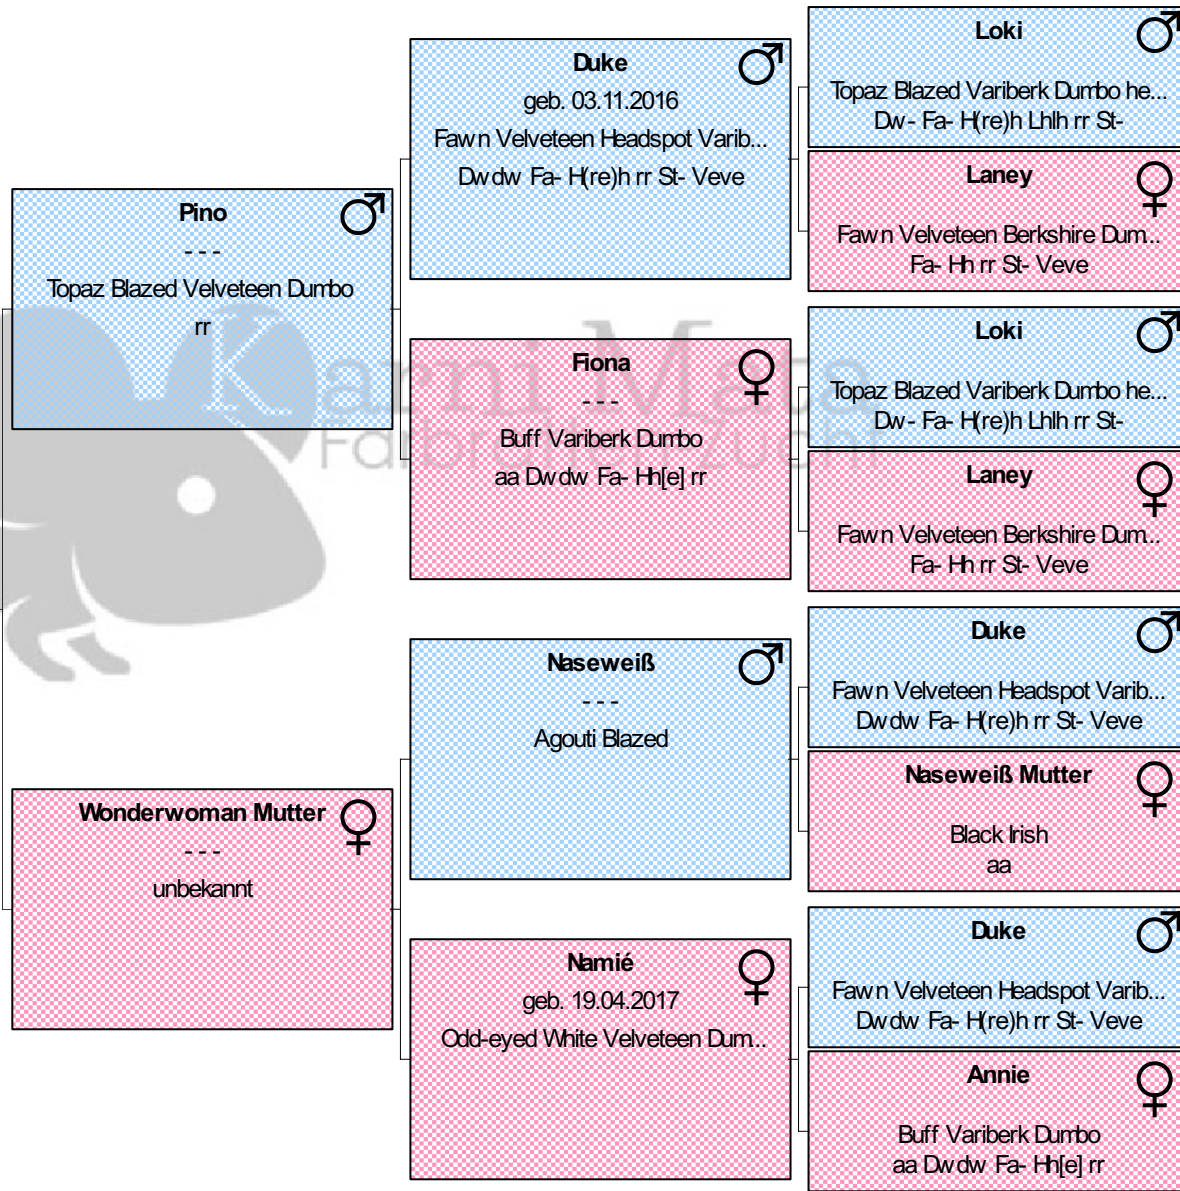 Pino
---
Topaz Blazed Velveteen Dumbo
rr
Wonderwoman Mutter
---
unbekannt
Duke
geb. 03.11.2016
Fawn Velveteen Headspot Varib...
Dwdw Fa- H(re)h rr St- Veve
Fiona
---
Buff Variberk Dumbo
aa Dwdw Fa- Hh[e] rr
Naseweiß
---
Agouti Blazed
Namié
geb. 19.04.2017
Odd-eyed White Velveteen Dum...
Loki
Topaz Blazed Variberk Dumbo he...
Dw- Fa- H(re)h Lhlh rr St-
Laney
Fawn Velveteen Berkshire Dum...
Fa- Hh rr St- Veve
Loki
Topaz Blazed Variberk Dumbo he...
Dw- Fa- H(re)h Lhlh rr St-
Laney
Fawn Velveteen Berkshire Dum...
Fa- Hh rr St- Veve
Duke
Fawn Velveteen Headspot Varib...
Dwdw Fa- H(re)h rr St- Veve
Naseweiß Mutter
Black Irish
aa
Duke
Fawn Velveteen Headspot Varib...
Dwdw Fa- H(re)h rr St- Veve
Annie
Buff Variberk Dumbo
aa Dwdw Fa- Hh[e] rr
Karni Mata